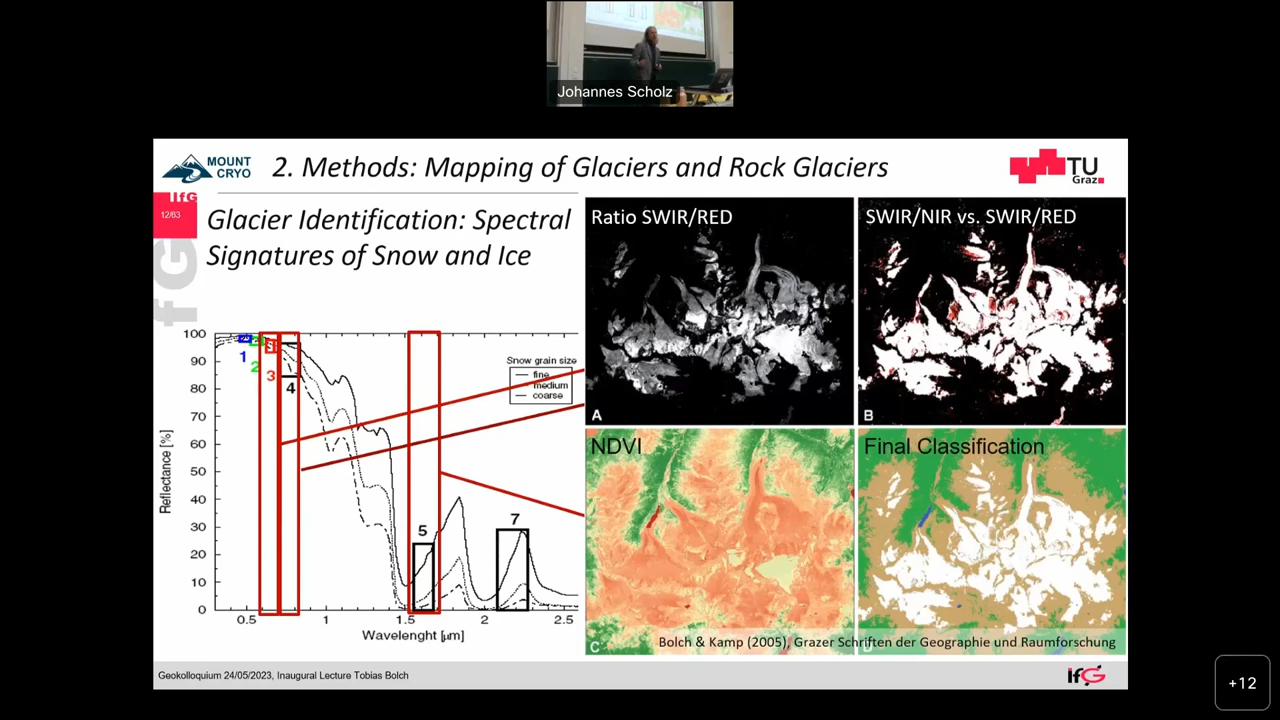 Johannes Scholz
MOUNT
CRYO
2. Methods: Mapping of Glaciers and Rock Glaciers
TU
Graz
IfG
12/63
IfG
Glacier Identification: Spectral
Signatures of Snow and Ice
Ratio SWIR/RED
SWIR/NIR vs. SWIR/RED
A
B
100
90
80
70
60
50
40
30
20
10
0
Reflectance [%]
1
2
3
4
5
7
Snow grain size
fine
medium
coarse
0.5
1
1.5
2
2.5
Wavelenght [µm]
NDVI
Final Classification
C
D
Bolch & Kamp (2005), Grazer Schriften der Geographie und Raumforschung
Geokolloquium 24/05/2023, Inaugural Lecture Tobias Bolch
IfG
+12